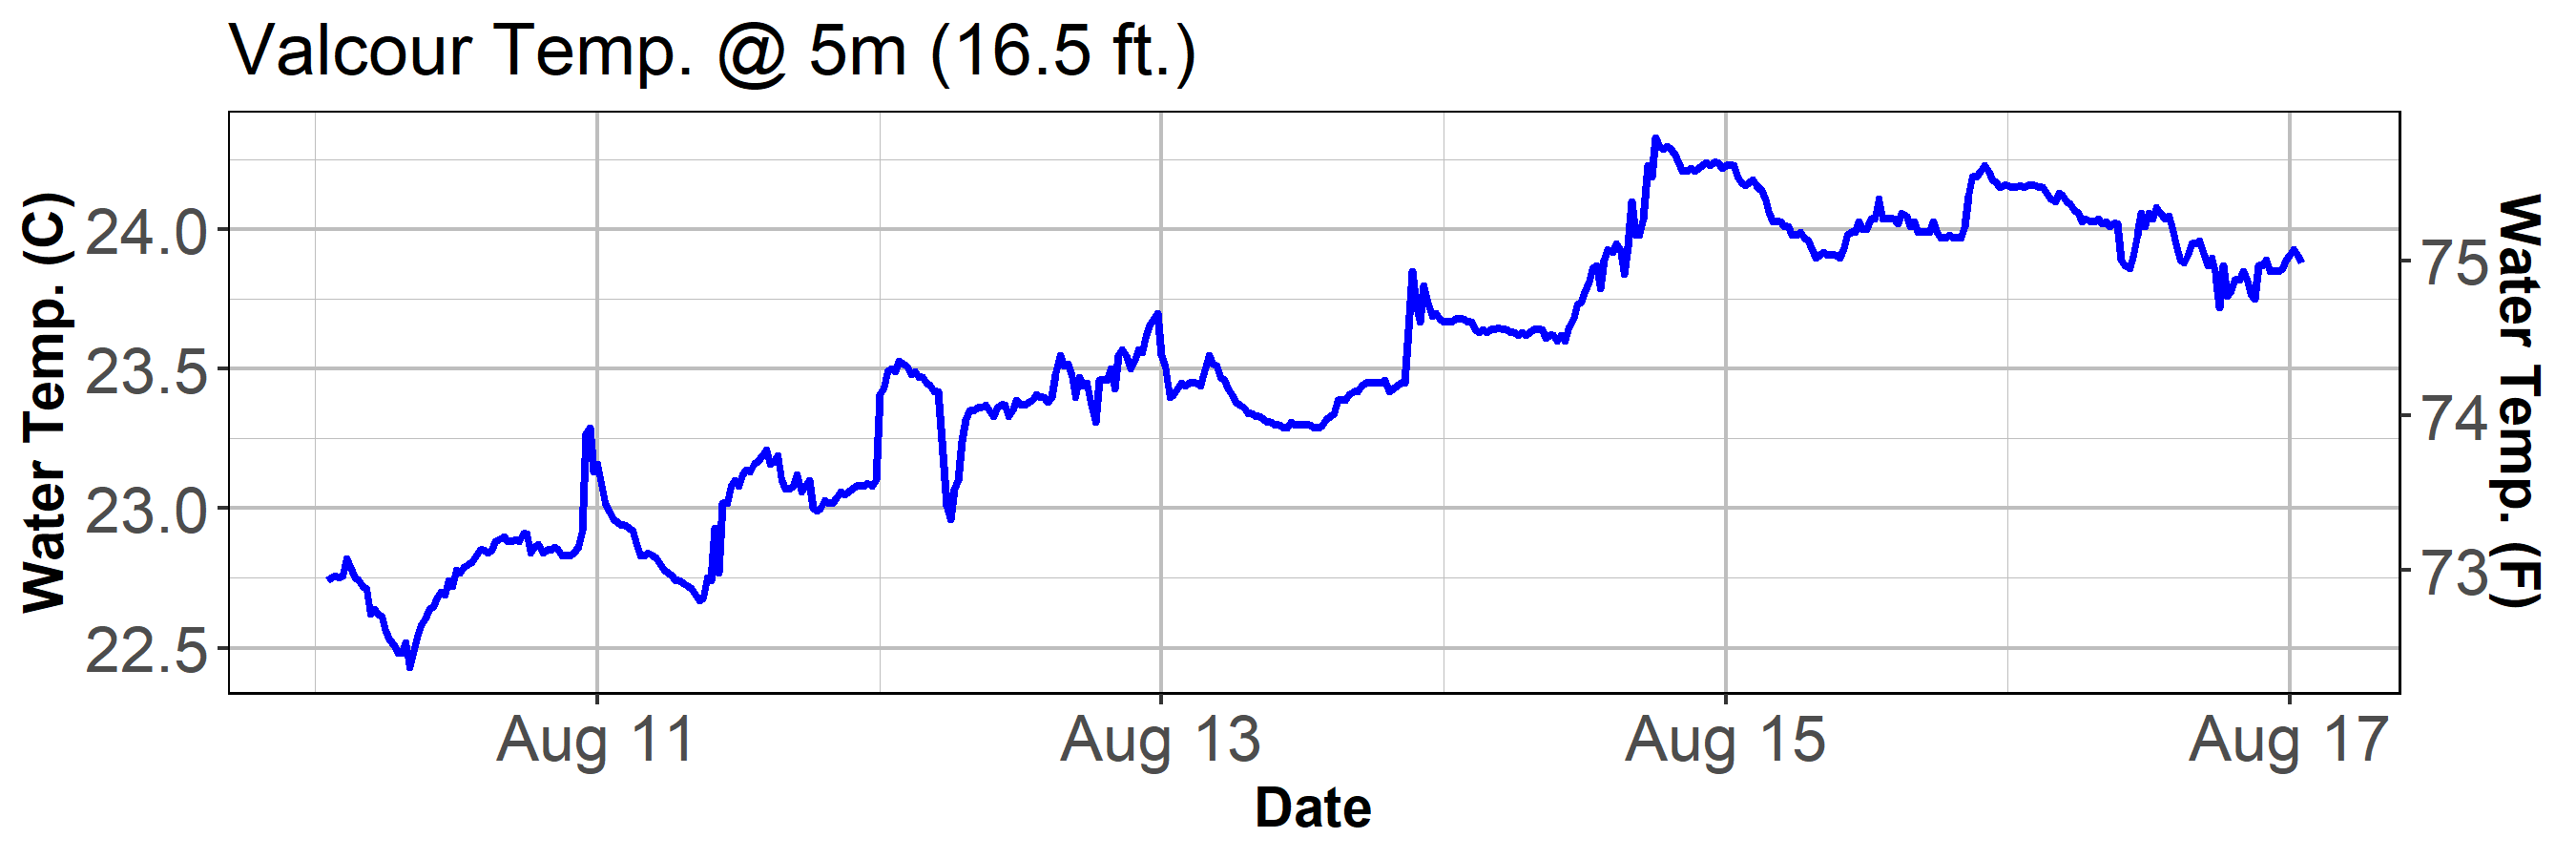 Valcour Temp. @ 5m (16.5 ft.)
Water Temp. (C)
24.0
23.5
23.0
22.5
75
74
73
Water Temp. (F)
Aug 11
Aug 13
Aug 15
Aug 17
Date